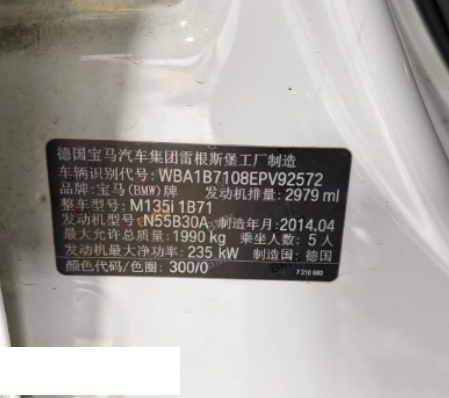 德国宝马汽车集团雷根斯堡工厂制造
车辆识别代号: WBA1B7108EPV92572
品牌: 宝马(BMW)牌 发动机排量: 2979 ml
整车型号: M135i 1B71
发动机型号: N55B30A 制造年月: 2014.04
最大允许总质量: 1990 kg 乘坐人数: 5 人
发动机最大净功率: 235 kW 制造国: 德国
颜色代码/色圈: 300/0 7 210 680